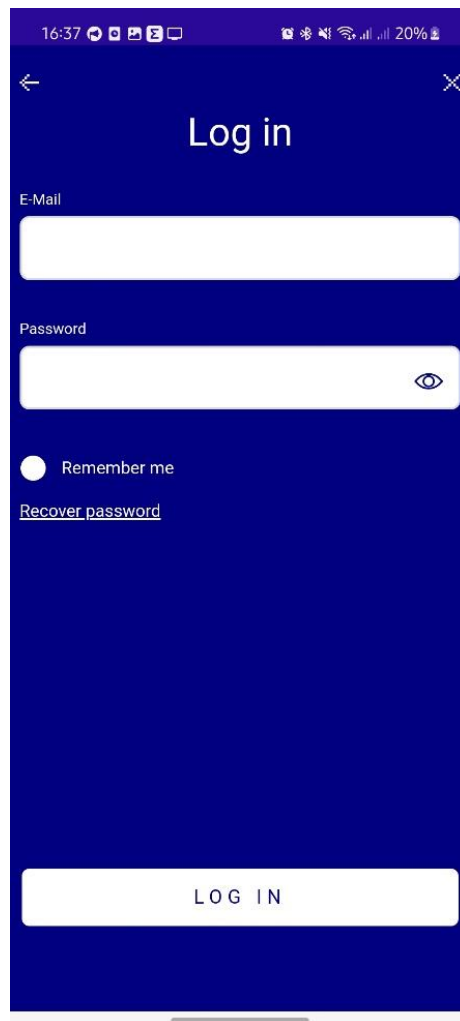 16:37 Σ 20%
Log in
E-Mail
Password
Remember me
Recover password
LOG IN